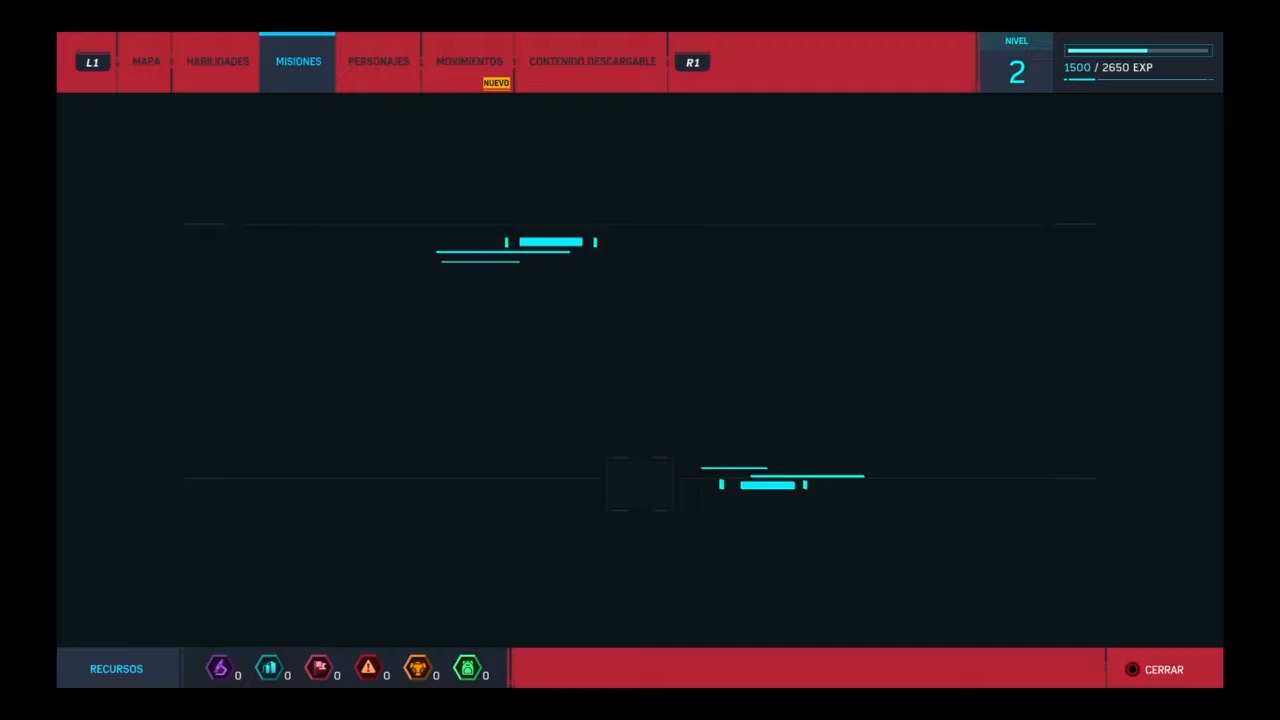 L1 MAPA HABILIDADES MISIONES PERSONAJES MOVIMIENTOS CONTENIDO DESCARGABLE R1
NUEVO
NIVEL
2
1500 / 2650 EXP
RECURSOS 0 0 0 0 0 0 CERRAR